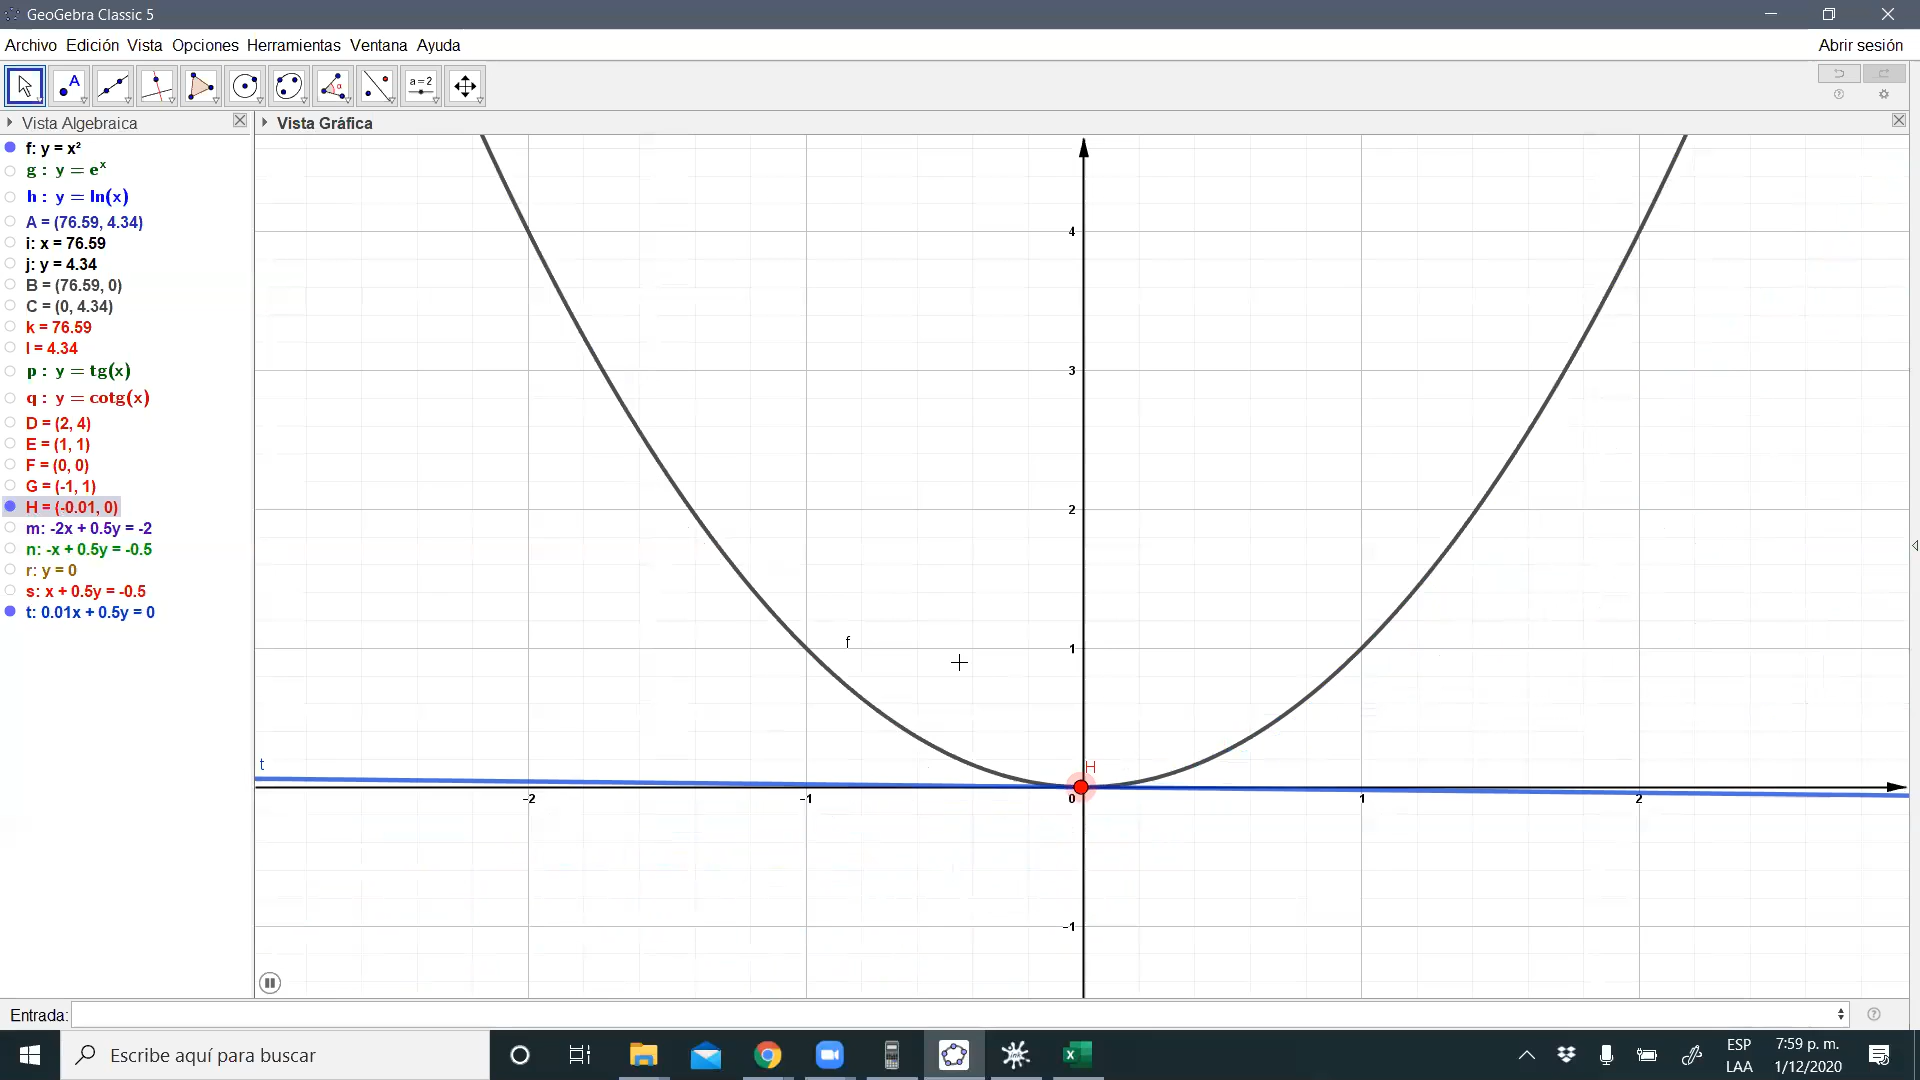 GeoGebra Classic 5
Archivo Edición Vista Opciones Herramientas Ventana Ayuda Abrir sesión
A
α
a=2
Vista Algebraica
Vista Gráfica
f: y = x²
g : y = eˣ
h : y = ln(x)
A = (76.59, 4.34)
i: x = 76.59
j: y = 4.34
B = (76.59, 0)
C = (0, 4.34)
k = 76.59
l = 4.34
p : y = tg(x)
q : y = cotg(x)
D = (2, 4)
E = (1, 1)
F = (0, 0)
G = (-1, 1)
H = (-0.01, 0)
m: -2x + 0.5y = -2
n: -x + 0.5y = -0.5
r: y = 0
s: x + 0.5y = -0.5
t: 0.01x + 0.5y = 0
4
3
2
f
1
t
H
-2 -1 0 1 2
-1
Entrada:
Escribe aquí para buscar
ink
X
ESP
LAA
7:59 p. m.
1/12/2020